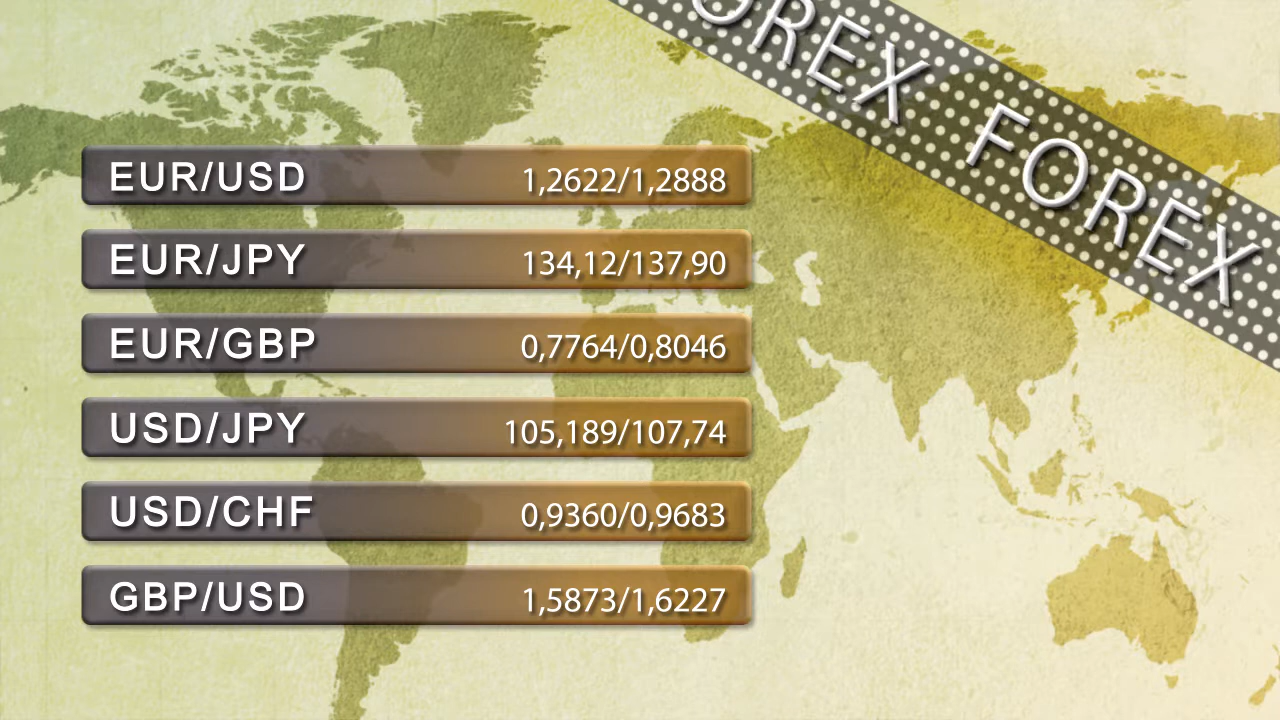 OREX FOREX
EUR/USD 1,2622/1,2888
EUR/JPY 134,12/137,90
EUR/GBP 0,7764/0,8046
USD/JPY 105,189/107,74
USD/CHF 0,9360/0,9683
GBP/USD 1,5873/1,6227